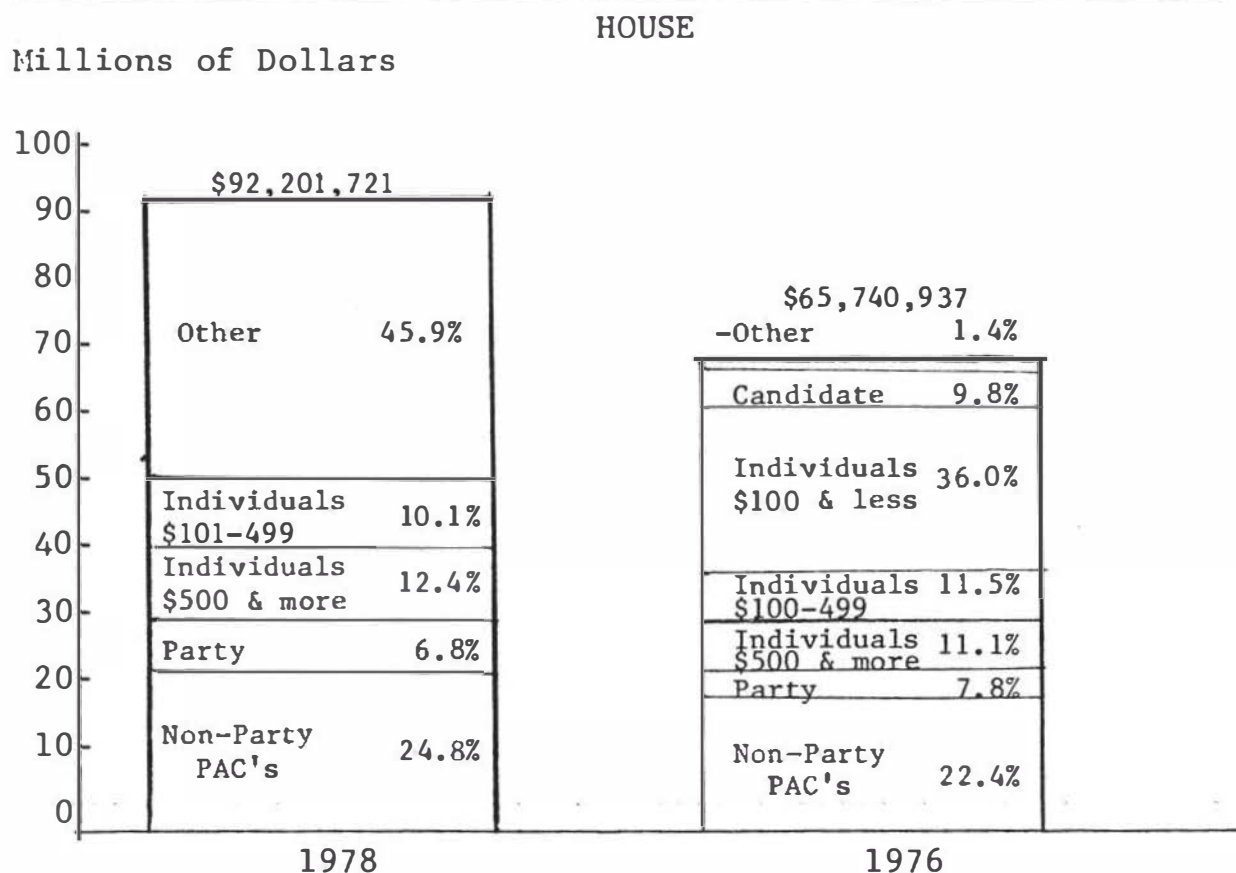 HOUSE
Millions of Dollars
100
90
80
70
60
50
40
30
20
10
0
$92,201,721
Other 45.9%
Individuals
$101-499 10.1%
Individuals
$500 & more 12.4%
Party 6.8%
Non-Party
PAC's 24.8%
1978
$65,740,937
-Other 1.4%
Candidate 9.8%
Individuals
$100 & less 36.0%
Individuals 11.5%
$100-499
Individuals 11.1%
$500 & more
Party 7.8%
Non-Party
PAC's 22.4%
1976